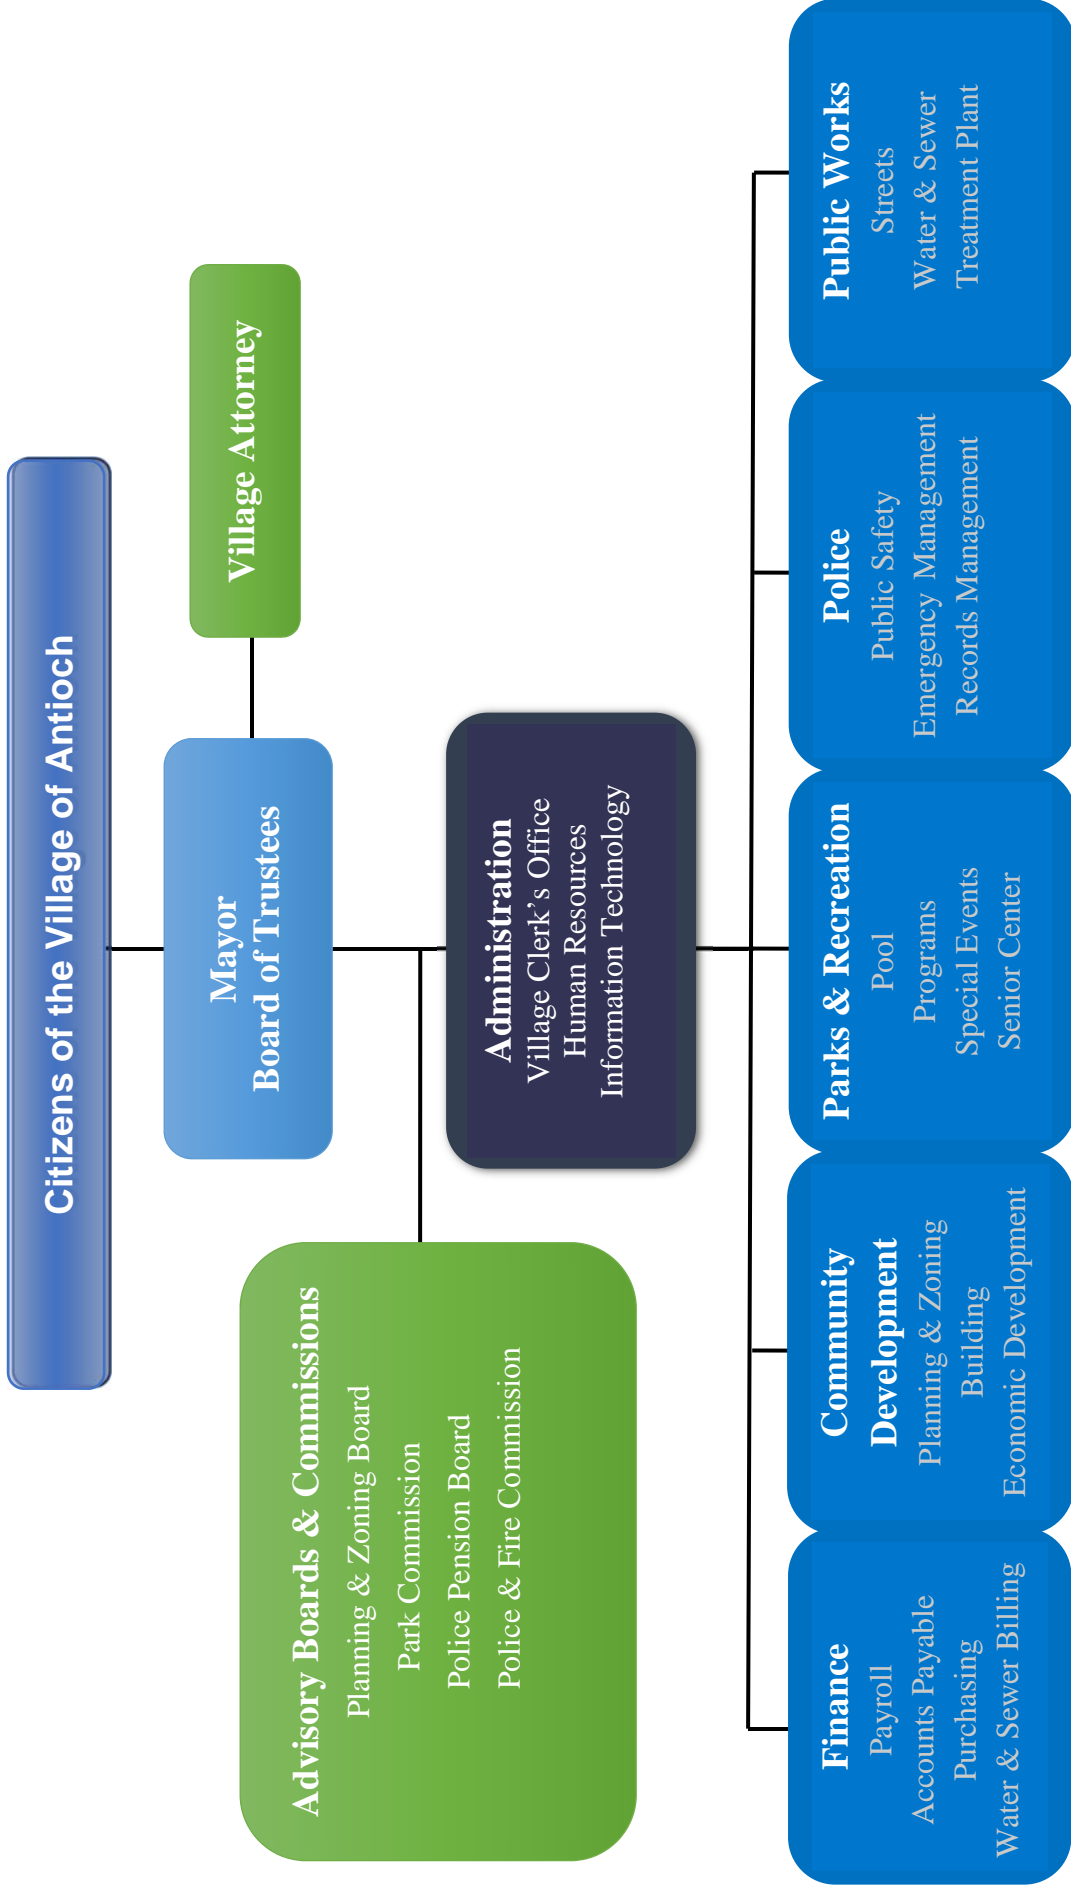 Citizens of the Village of Antioch
Mayor
Board of Trustees
Village Attorney
Advisory Boards & Commissions
Planning & Zoning Board
Park Commission
Police Pension Board
Police & Fire Commission
Administration
Village Clerk's Office
Human Resources
Information Technology
Finance
Payroll
Accounts Payable
Purchasing
Water & Sewer Billing
Community
Development
Planning & Zoning
Building
Economic Development
Parks & Recreation
Pool
Programs
Special Events
Senior Center
Police
Public Safety
Emergency Management
Records Management
Public Works
Streets
Water & Sewer
Treatment Plant